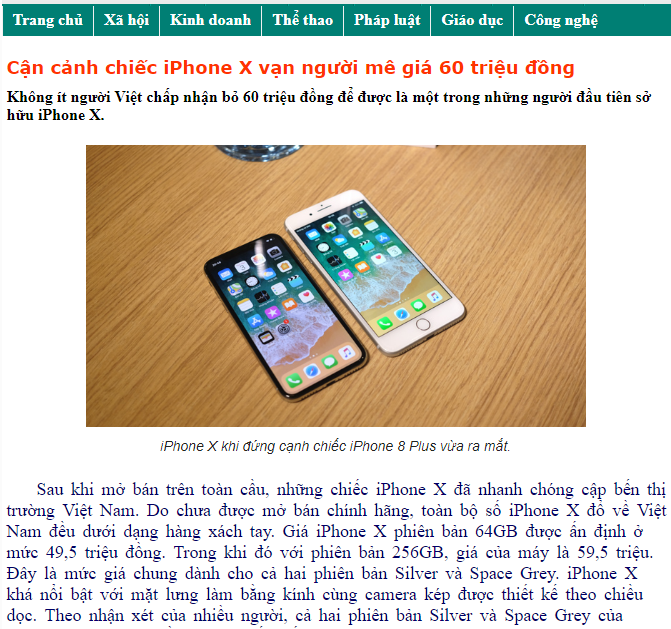 Trang chủ Xã hội Kinh doanh Thể thao Pháp luật Giáo dục Công nghệ
Cận cảnh chiếc iPhone X vạn người mê giá 60 triệu đồng
Không ít người Việt chấp nhận bỏ 60 triệu đồng để được là một trong những người đầu tiên sở
hữu iPhone X.
iPhone X khi đứng cạnh chiếc iPhone 8 Plus vừa ra mắt.
Sau khi mở bán trên toàn cầu, những chiếc iPhone X đã nhanh chóng cập bến thị
trường Việt Nam. Do chưa được mở bán chính hãng, toàn bộ số iPhone X đổ về Việt
Nam đều dưới dạng hàng xách tay. Giá iPhone X phiên bản 64GB được ấn định ở
mức 49,5 triệu đồng. Trong khi đó với phiên bản 256GB, giá của máy là 59,5 triệu.
Đây là mức giá chung dành cho cả hai phiên bản Silver và Space Grey. iPhone X
khá nổi bật với mặt lưng làm bằng kính cùng camera kép được thiết kế theo chiều
dọc. Theo nhận xét của nhiều người, cả hai phiên bản Silver và Space Grey của